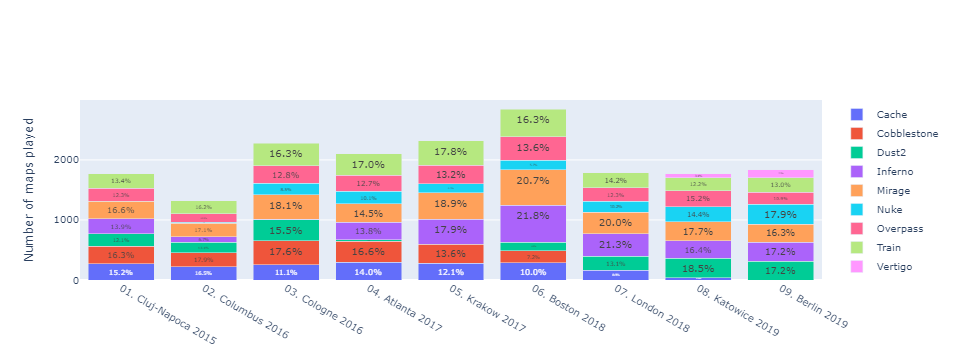 Number of maps played
2000
1000
0
13.4%
16.6%
16.3%
15.2%
16.3%
17.1%
17.9%
16.9%
16.3%
12.8%
18.1%
15.5%
17.6%
11.1%
17.0%
12.7%
14.5%
13.8%
16.6%
14.0%
17.8%
13.2%
18.9%
17.9%
13.6%
12.1%
16.3%
13.6%
20.7%
21.8%
10.0%
14.2%
20.0%
21.3%
13.1%
12.2%
15.2%
14.4%
17.7%
16.4%
18.5%
13.0%
17.9%
16.3%
17.2%
17.2%
01. Cluj-Napoca 2015
02. Columbus 2016
03. Cologne 2016
04. Atlanta 2017
05. Krakow 2017
06. Boston 2018
07. London 2018
08. Katowice 2019
09. Berlin 2019
Cache
Cobblestone
Dust2
Inferno
Mirage
Nuke
Overpass
Train
Vertigo